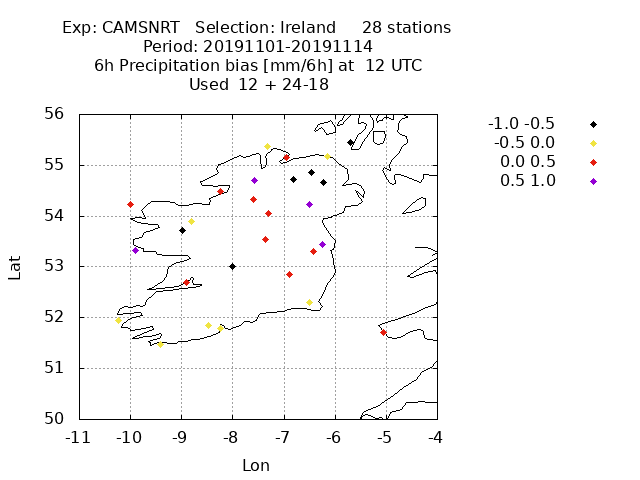 Exp: CAMSNRT Selection: Ireland 28 stations
Period: 20191101-20191114
6h Precipitation bias [mm/6h] at 12 UTC
Used 12 + 24-18
-1.0 -0.5
-0.5 0.0
0.0 0.5
0.5 1.0
Lat
56
55
54
53
52
51
50
-11 -10 -9 -8 -7 -6 -5 -4
Lon